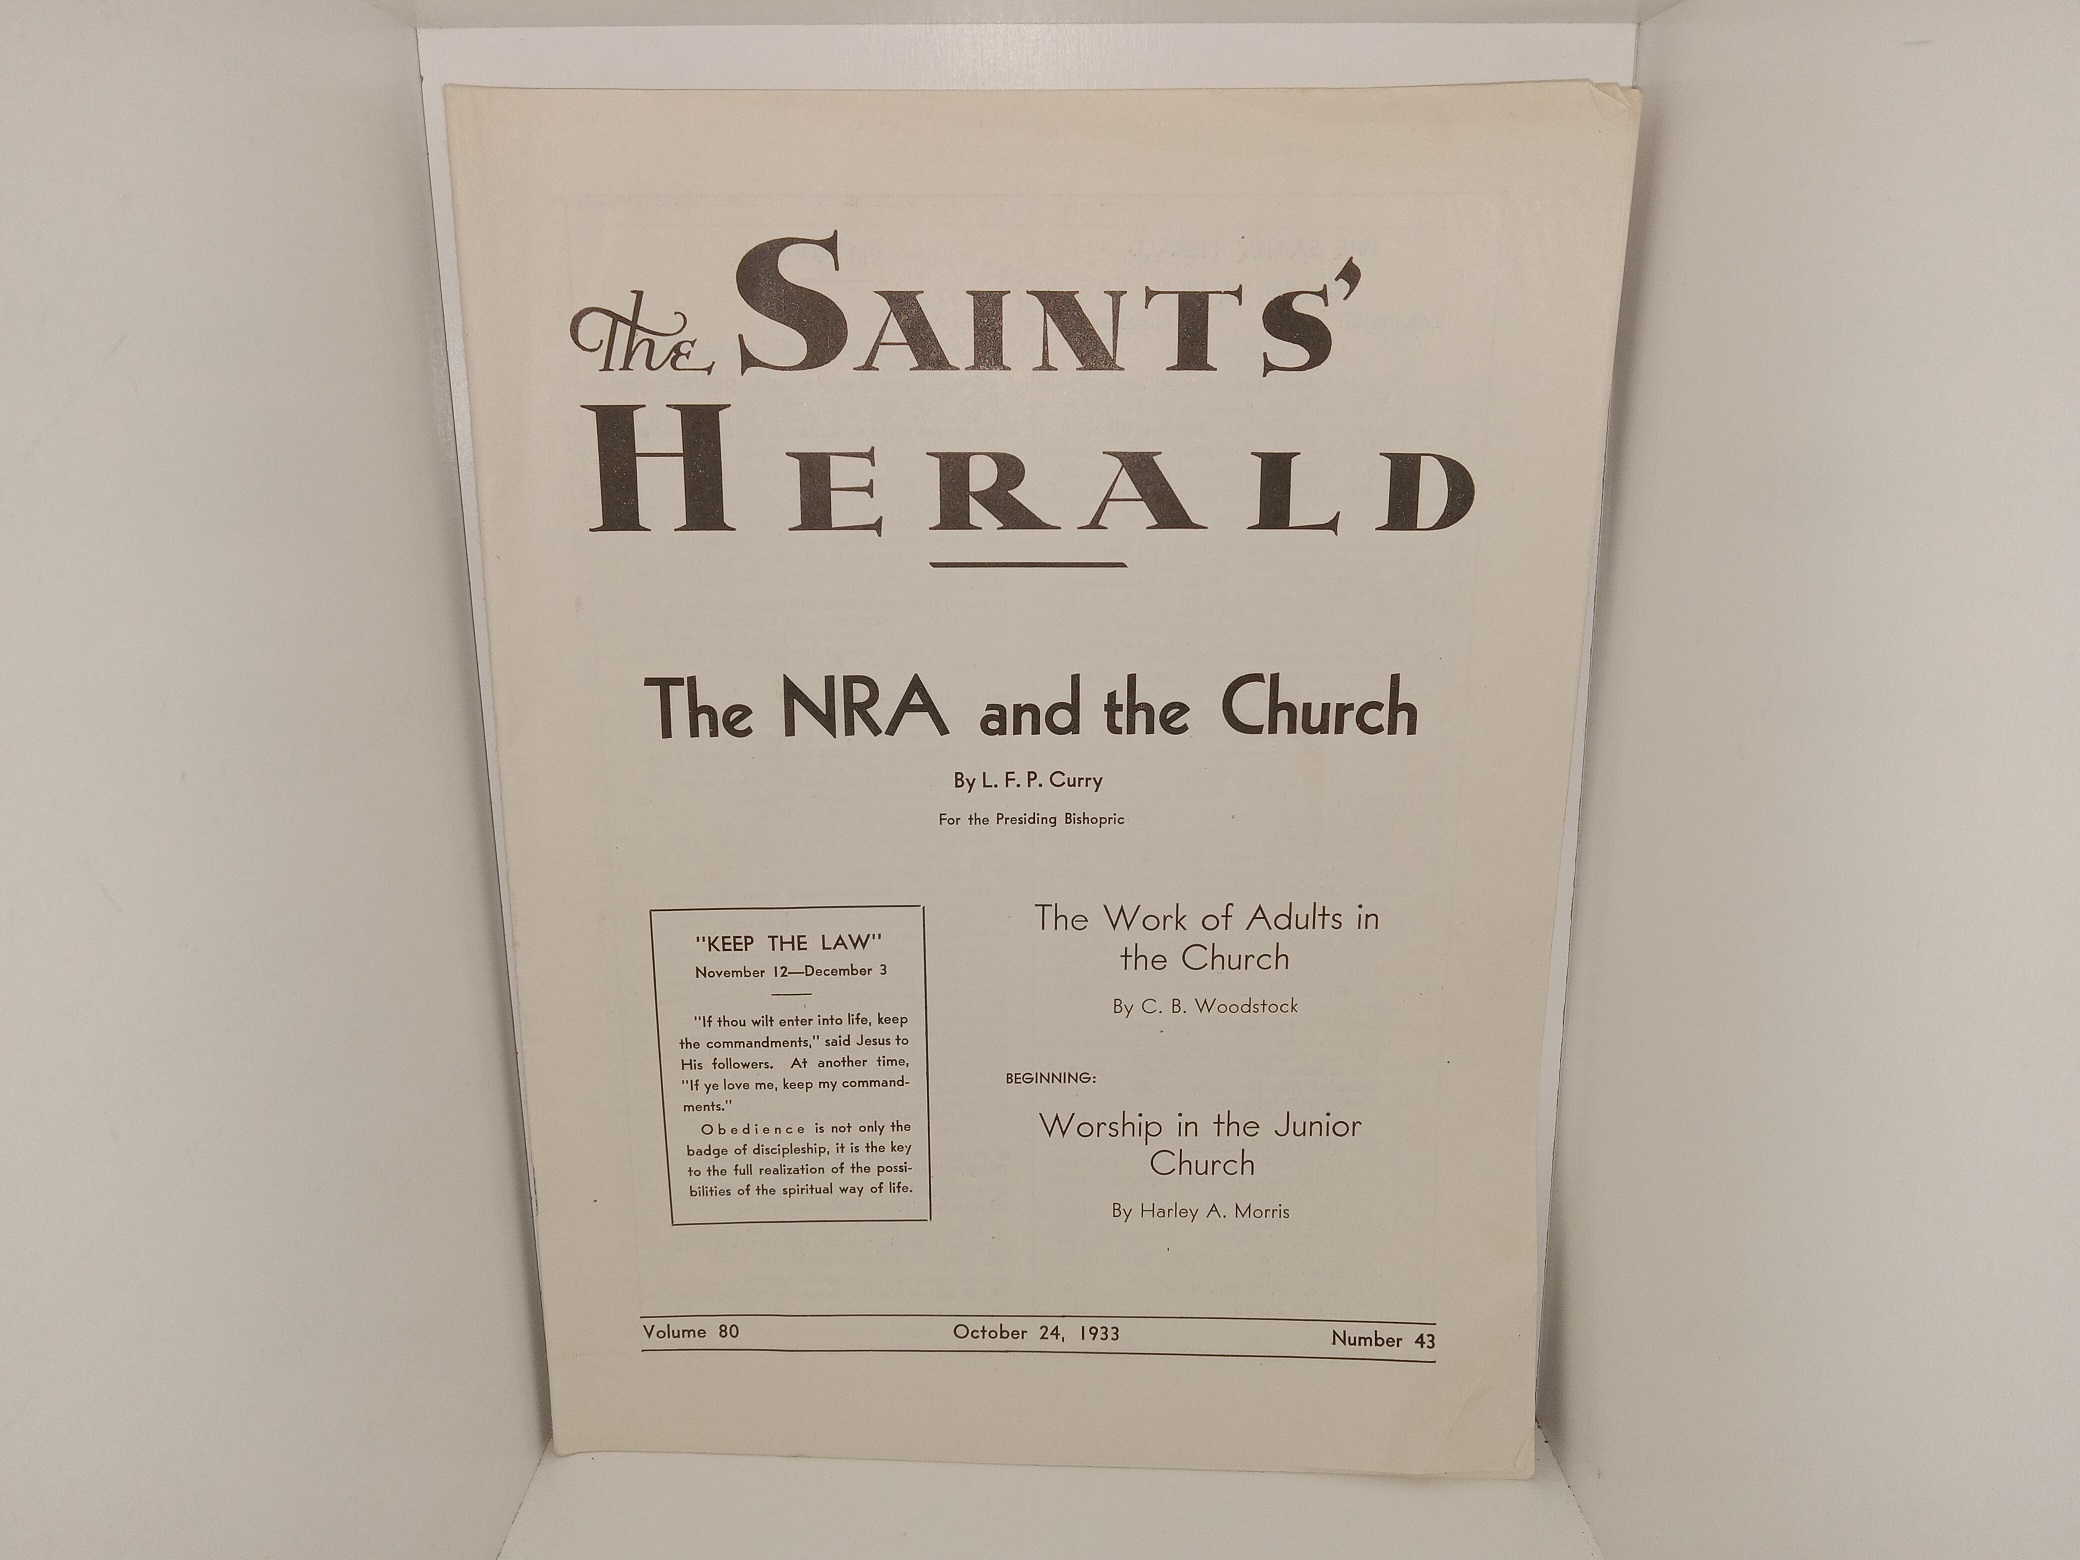 The SAINTS'
HERALD
The NRA and the Church
By L. F. P. Curry
For the Presiding Bishopric
"KEEP THE LAW"
November 12—December 3
"If thou wilt enter into life, keep
the commandments," said Jesus to
His followers. At another time,
"If ye love me, keep my command-
ments."
Obedience is not only the
badge of discipleship, it is the key
to the full realization of the possi-
bilities of the spiritual way of life.
The Work of Adults in
the Church
By C. B. Woodstock
BEGINNING:
Worship in the Junior
Church
By Harley A. Morris
Volume 80 October 24, 1933 Number 43